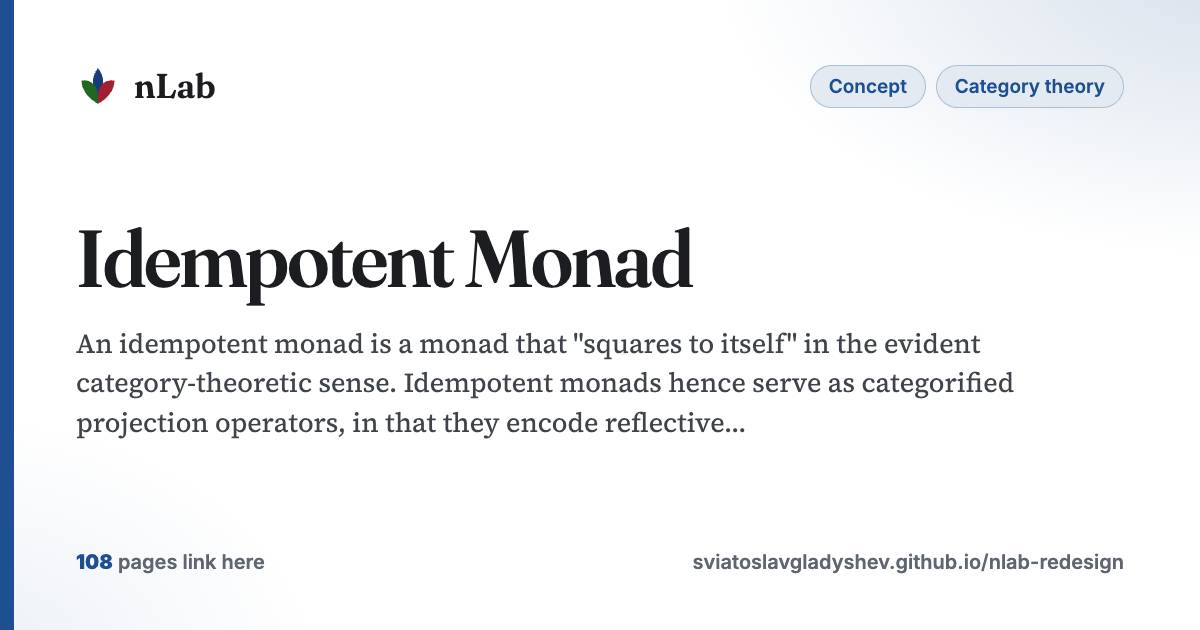 nLab
Concept
Category theory
Idempotent Monad
An idempotent monad is a monad that "squares to itself" in the evident
category-theoretic sense. Idempotent monads hence serve as categorified
projection operators, in that they encode reflective...
108 pages link here
sviatoslavgladyshev.github.io/nlab-redesign